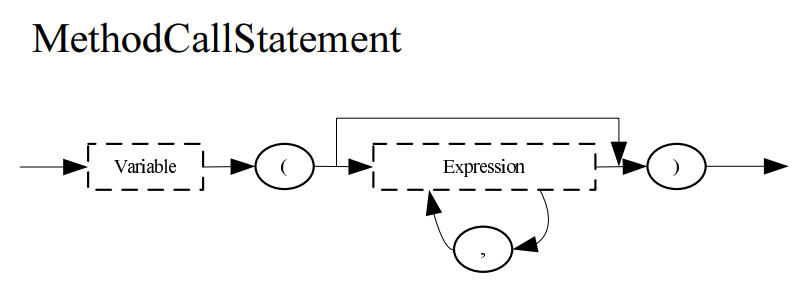 MethodCallStatement
Variable ( Expression )
,